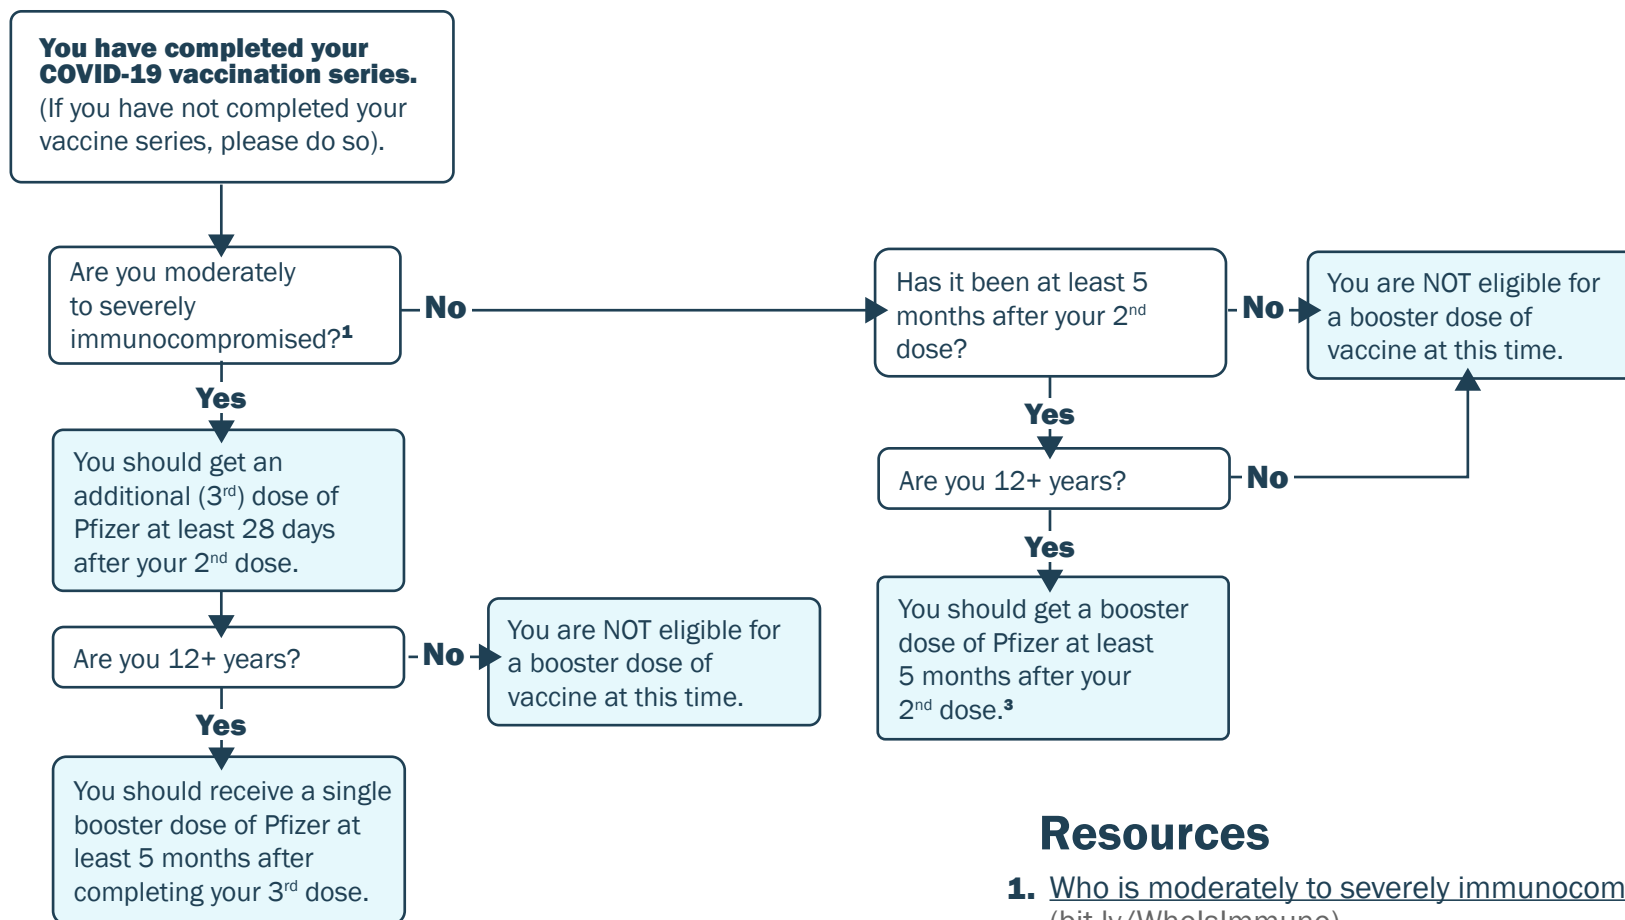 You have completed your
COVID-19 vaccination series.
(If you have not completed your
vaccine series, please do so).
Are you moderately
to severely
immunocompromised?1
No
Has it been at least 5
months after your 2nd
dose?
No
You are NOT eligible for
a booster dose of
vaccine at this time.
Yes
You should get an
additional (3rd) dose of
Pfizer at least 28 days
after your 2nd dose.
Yes
Are you 12+ years?
No
Yes
You should get a booster
dose of Pfizer at least
5 months after your
2nd dose.3
Are you 12+ years?
No
You are NOT eligible for
a booster dose of
vaccine at this time.
Yes
You should receive a single
booster dose of Pfizer at
least 5 months after
completing your 3rd dose.
Resources
1. Who is moderately to severely immunocom
(bit.ly/WhoIsImmuno)